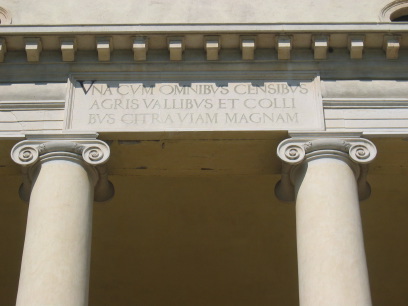 VNA CVM OMNIBVS CENSIBVS
AGRIS VALLIBVS ET COLLI
BVS CITRA VIAM MAGNAM